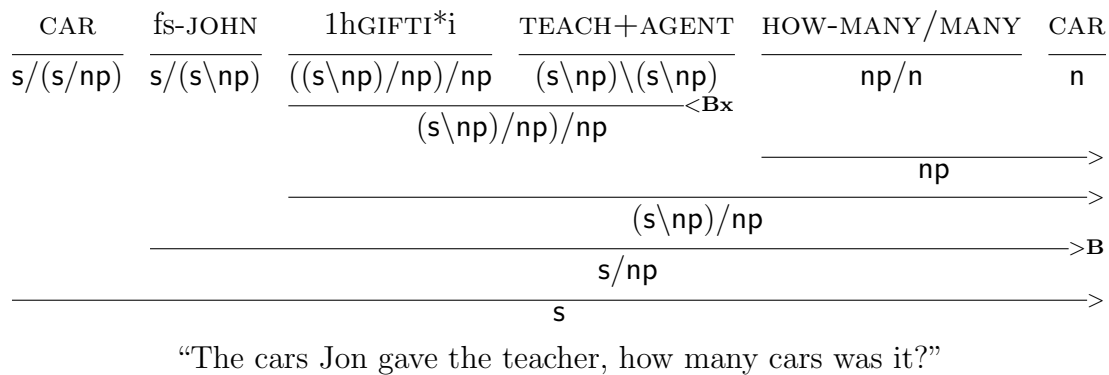 CAR fs-JOHN 1hGIFTI*i TEACH+AGENT HOW-MANY/MANY CAR
s/(s/np) s/(s\np) ((s\np)/np)/np (s\np)\(s\np) np/n n
<Bx
(s\np)/np)/np
>
np
>
(s\np)/np
>B
s/np
>
s
“The cars Jon gave the teacher, how many cars was it?”